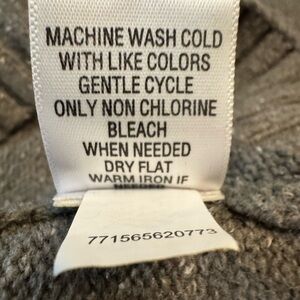 MACHINE WASH COLD
WITH LIKE COLORS
GENTLE CYCLE
ONLY NON CHLORINE
BLEACH
WHEN NEEDED
DRY FLAT
WARM IRON IF
NEEDED
771565620773